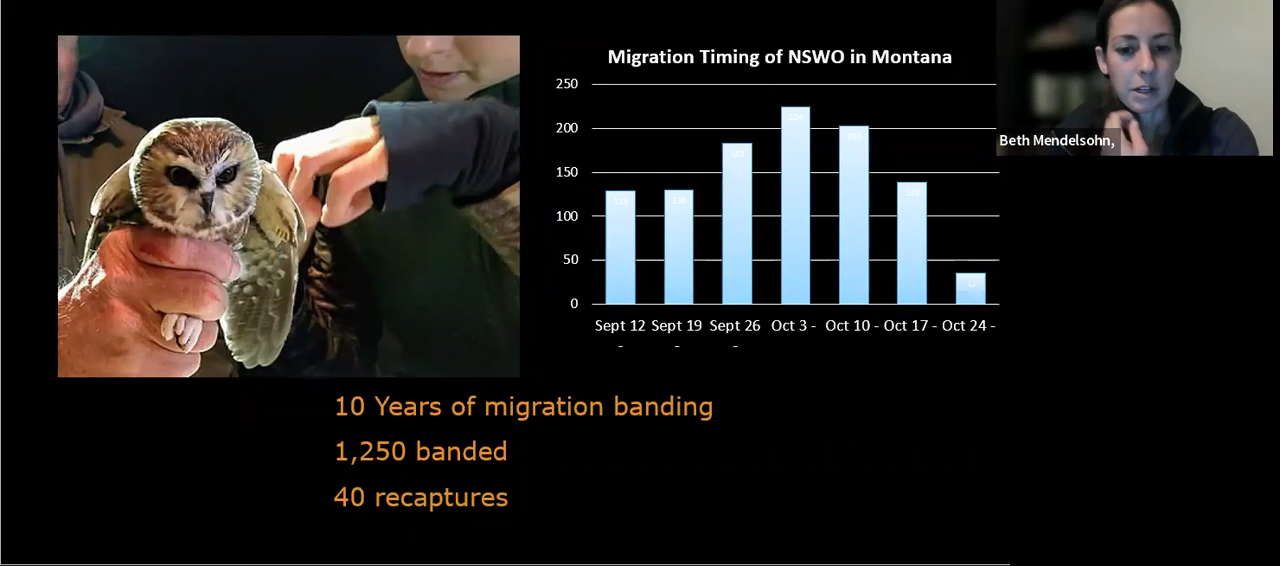 Migration Timing of NSWO in Montana
250
200
150
100
50
0
Sept 12 Sept 19 Sept 26 Oct 3 - Oct 10 - Oct 17 - Oct 24 -
Beth Mendelsohn,
10 Years of migration banding
1,250 banded
40 recaptures